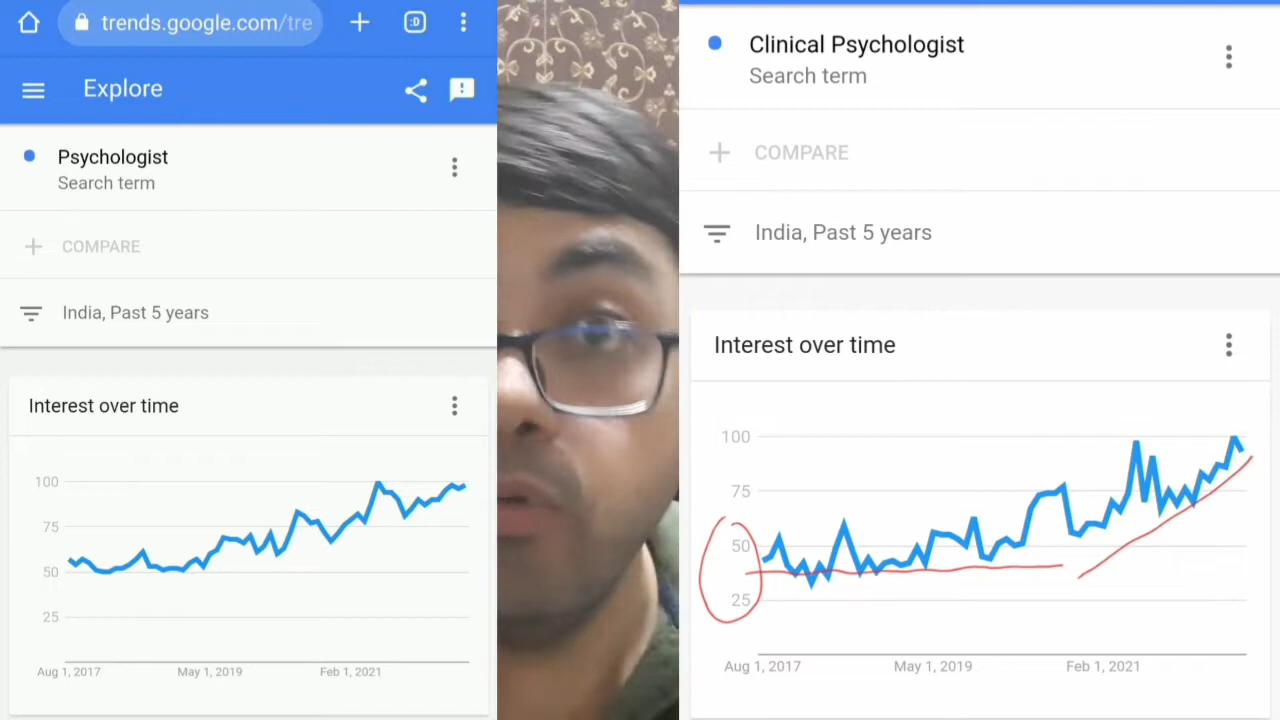 trends.google.com/tre
:D
Explore
Psychologist
Search term
COMPARE
India, Past 5 years
Interest over time
100
75
50
25
Aug 1, 2017
May 1, 2019
Feb 1, 2021
Clinical Psychologist
Search term
COMPARE
India, Past 5 years
Interest over time
100
75
50
25
Aug 1, 2017
May 1, 2019
Feb 1, 2021